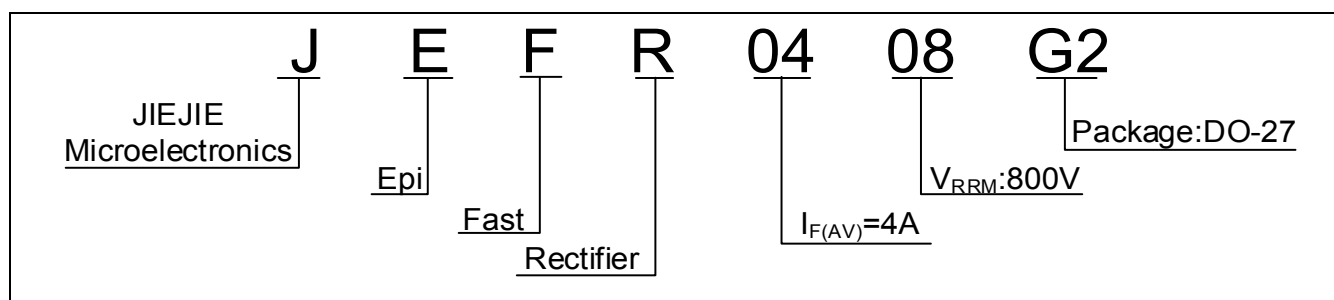 J E F R 04 08 G2
JIEJIE
Microelectronics
Package:DO-27
Epi
VRRM:800V
Fast
IF(AV)=4A
Rectifier